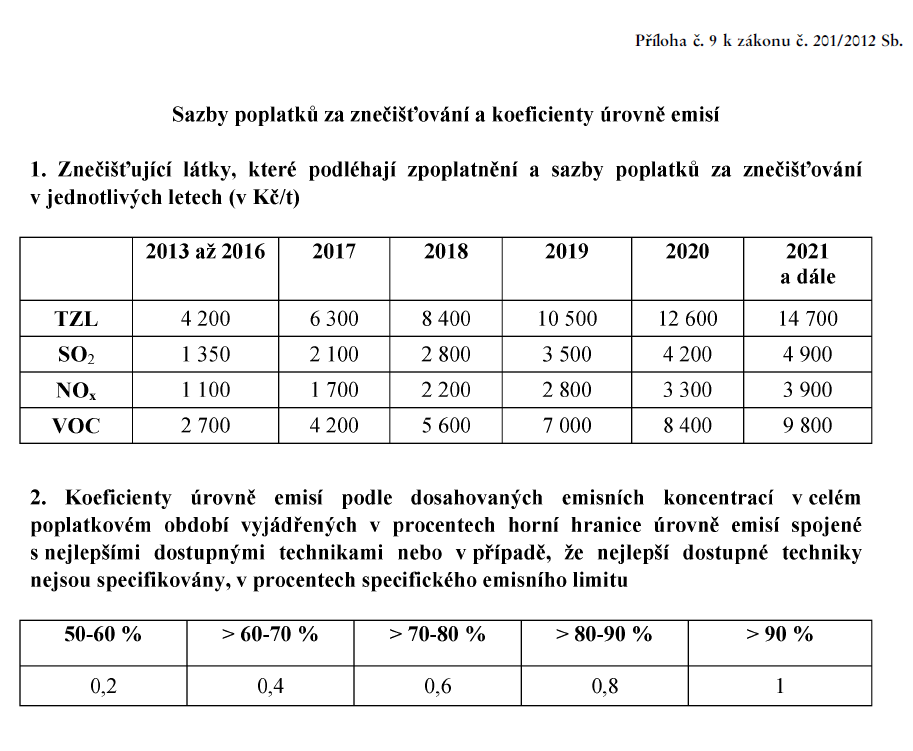 Příloha č. 9 k zákonu č. 201/2012 Sb.
Sazby poplatků za znečišťování a koeficienty úrovně emisí
1. Znečišťující látky, které podléhají zpoplatnění a sazby poplatků za znečišťování
v jednotlivých letech (v Kč/t)
2013 až 2016 2017 2018 2019 2020 2021
a dále
TZL 4 200 6 300 8 400 10 500 12 600 14 700
SO₂ 1 350 2 100 2 800 3 500 4 200 4 900
NOₓ 1 100 1 700 2 200 2 800 3 300 3 900
VOC 2 700 4 200 5 600 7 000 8 400 9 800
2. Koeficienty úrovně emisí podle dosahovaných emisních koncentrací v celém
poplatkovém období vyjádřených v procentech horní hranice úrovně emisí spojené
s nejlepšími dostupnými technikami nebo v případě, že nejlepší dostupné techniky
nejsou specifikovány, v procentech specifického emisního limitu
50-60 % > 60-70 % > 70-80 % > 80-90 % > 90 %
0,2 0,4 0,6 0,8 1